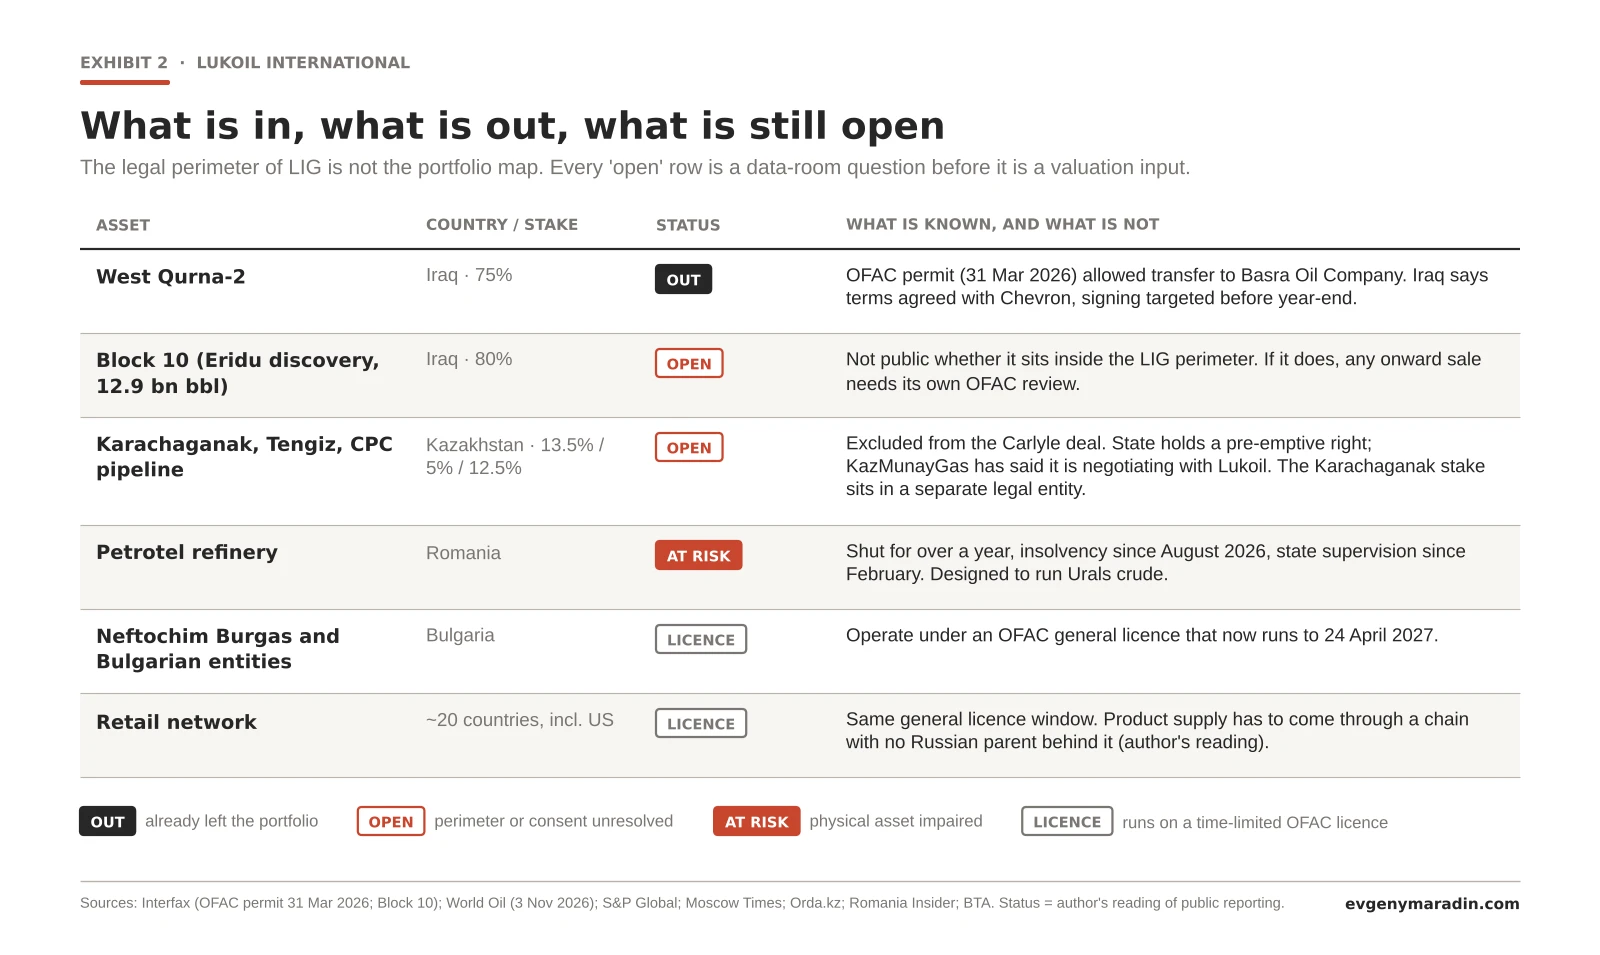 EXHIBIT 2 · LUKOIL INTERNATIONAL
What is in, what is out, what is still open
The legal perimeter of LIG is not the portfolio map. Every 'open' row is a data-room question before it is a valuation input.
ASSET COUNTRY / STAKE STATUS WHAT IS KNOWN, AND WHAT IS NOT
West Qurna-2
Iraq · 75%
OUT
OFAC permit (31 Mar 2026) allowed transfer to Basra Oil Company. Iraq says
terms agreed with Chevron, signing targeted before year-end.
Block 10 (Eridu discovery,
12.9 bn bbl)
Iraq · 80%
OPEN
Not public whether it sits inside the LIG perimeter. If it does, any onward sale
needs its own OFAC review.
Karachaganak, Tengiz, CPC
pipeline
Kazakhstan · 13.5% /
5% / 12.5%
OPEN
Excluded from the Carlyle deal. State holds a pre-emptive right;
KazMunayGas has said it is negotiating with Lukoil. The Karachaganak stake
sits in a separate legal entity.
Petrotel refinery
Romania
AT RISK
Shut for over a year, insolvency since August 2026, state supervision since
February. Designed to run Urals crude.
Neftochim Burgas and
Bulgarian entities
Bulgaria
LICENCE
Operate under an OFAC general licence that now runs to 24 April 2027.
Retail network
~20 countries, incl. US
LICENCE
Same general licence window. Product supply has to come through a chain
with no Russian parent behind it (author's reading).
OUT already left the portfolio OPEN perimeter or consent unresolved AT RISK physical asset impaired LICENCE runs on a time-limited OFAC licence
Sources: Interfax (OFAC permit 31 Mar 2026; Block 10); World Oil (3 Nov 2026); S&P Global; Moscow Times; Orda.kz; Romania Insider; BTA. Status = author's reading of public reporting.
evgenymaradin.com